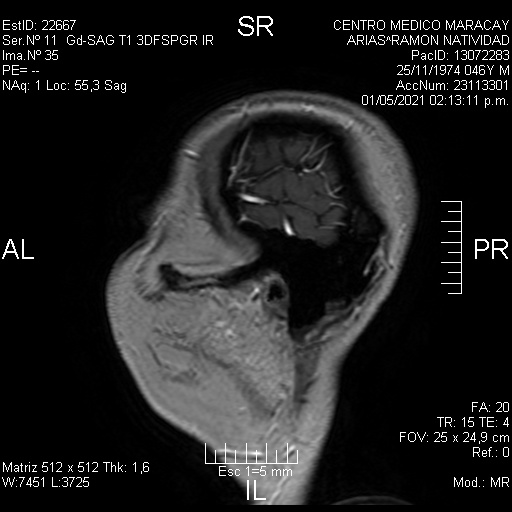 EstID: 22667
Ser.Nº 11 Gd-SAG T1 3DFSPGR IR
Ima.Nº 35
PE= --
NAq: 1 Loc: 55,3 Sag
SR
CENTRO MEDICO MARACAY
ARIAS^RAMON NATIVIDAD
PacID: 13072283
25/11/1974 046Y M
AccNum: 23113301
01/05/2021 02:13:11 p.m.
AL
PR
FA: 20
TR: 15 TE: 4
FOV: 25 x 24,9 cm
Ref.: 0
Matriz 512 x 512 Thk: 1,6
W:7451 L:3725
Esc 1=5 mm
IL
Mod.: MR